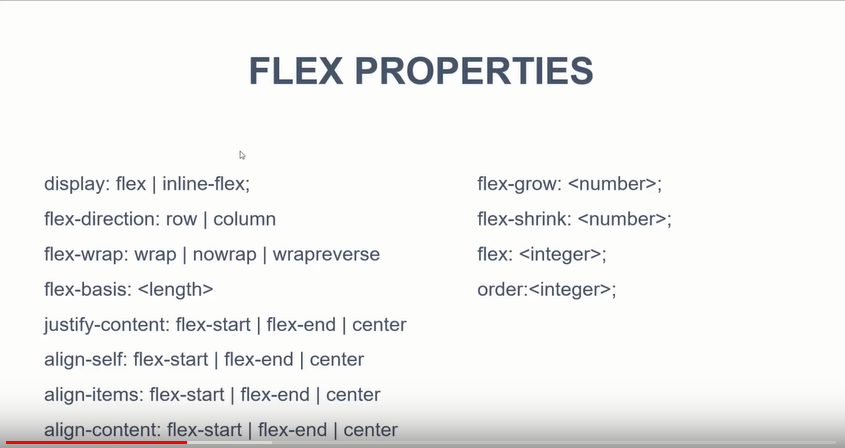 FLEX PROPERTIES
display: flex | inline-flex;
flex-direction: row | column
flex-wrap: wrap | nowrap | wrapreverse
flex-basis: <length>
justify-content: flex-start | flex-end | center
align-self: flex-start | flex-end | center
align-items: flex-start | flex-end | center
align-content: flex-start | flex-end | center
flex-grow: <number>;
flex-shrink: <number>;
flex: <integer>;
order:<integer>;